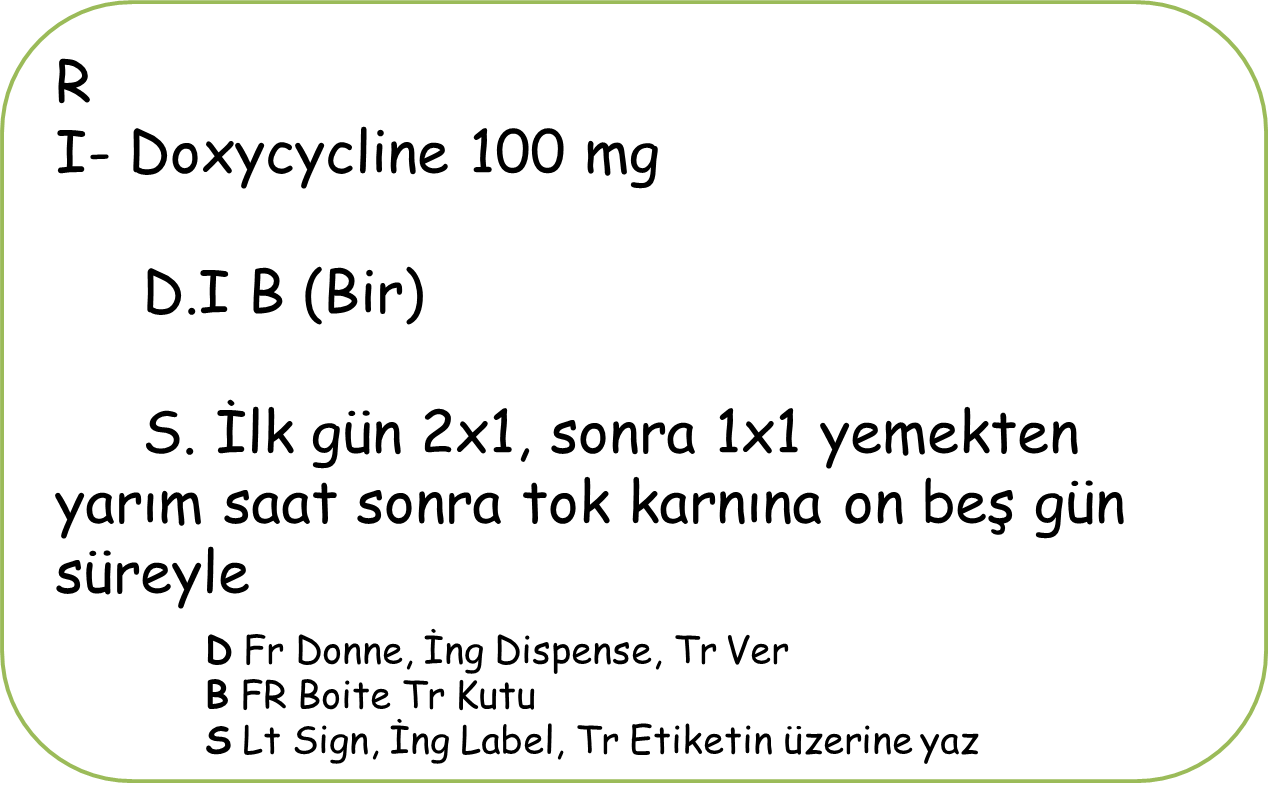 R
I- Doxycycline 100 mg
D.I B (Bir)
S. İlk gün 2x1, sonra 1x1 yemekten
yarım saat sonra tok karnına on beş gün
süreyle
D Fr Donne, İng Dispense, Tr Ver
B FR Boite Tr Kutu
S Lt Sign, İng Label, Tr Etiketin üzerine yaz